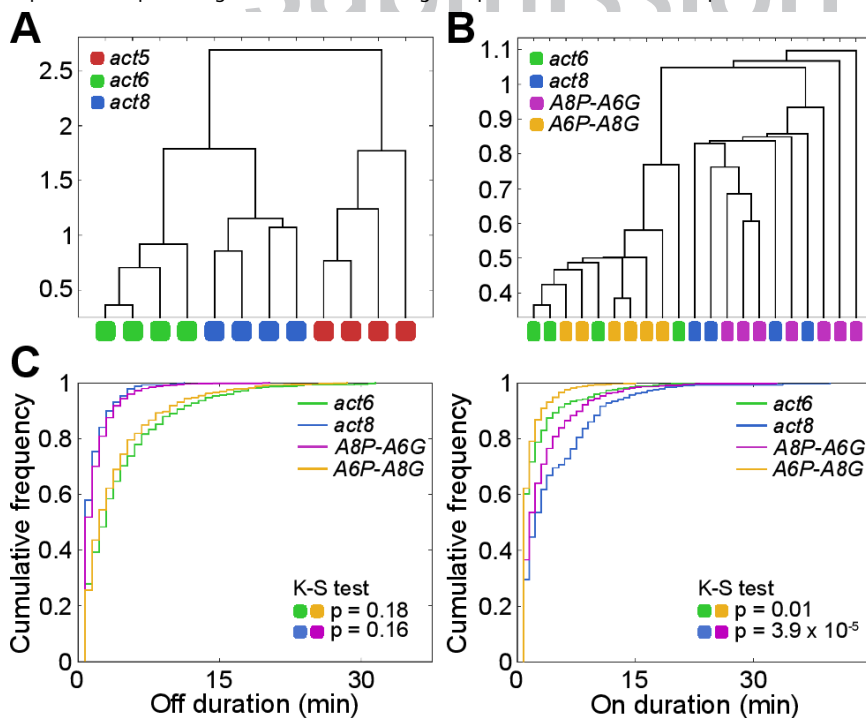 Submission
A
act5
act6
act8
2.5
2
1.5
1
0.5
B
act6
act8
A8P-A6G
A6P-A8G
1.1
1
0.9
0.8
0.7
0.6
0.5
0.4
C
Cumulative frequency
1
0.8
0.6
0.4
0.2
0
act6
act8
A8P-A6G
A6P-A8G
K-S test
p = 0.18
p = 0.16
0
15
30
Off duration (min)
Cumulative frequency
1
0.8
0.6
0.4
0.2
0
act6
act8
A8P-A6G
A6P-A8G
K-S test
p = 0.01
p = 3.9 x 10⁻⁵
0
15
30
On duration (min)